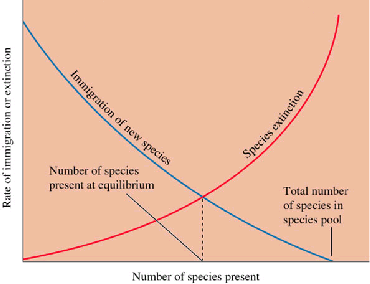 Rate of immigration or extinction
Immigration of new species
Species extinction
Number of species
present at equilibrium
Total number
of species in
species pool
Number of species present